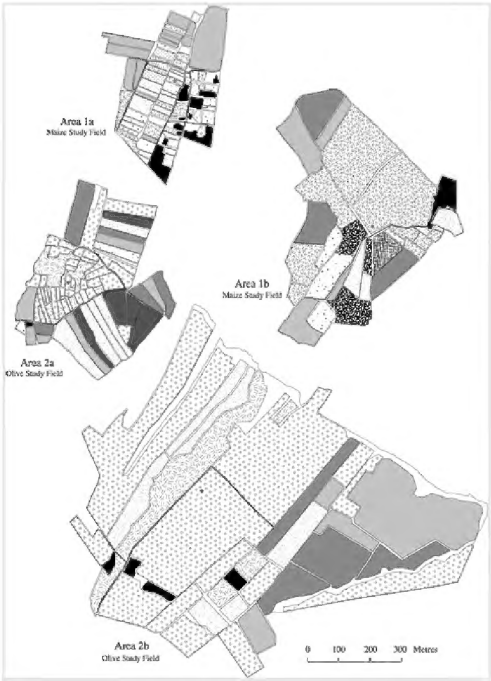 Area 1a
Maize Study Field
Area 1b
Maize Study Field
Area 2a
Olive Study Field
Area 2b
Olive Study Field
0 100 200 300 Metres